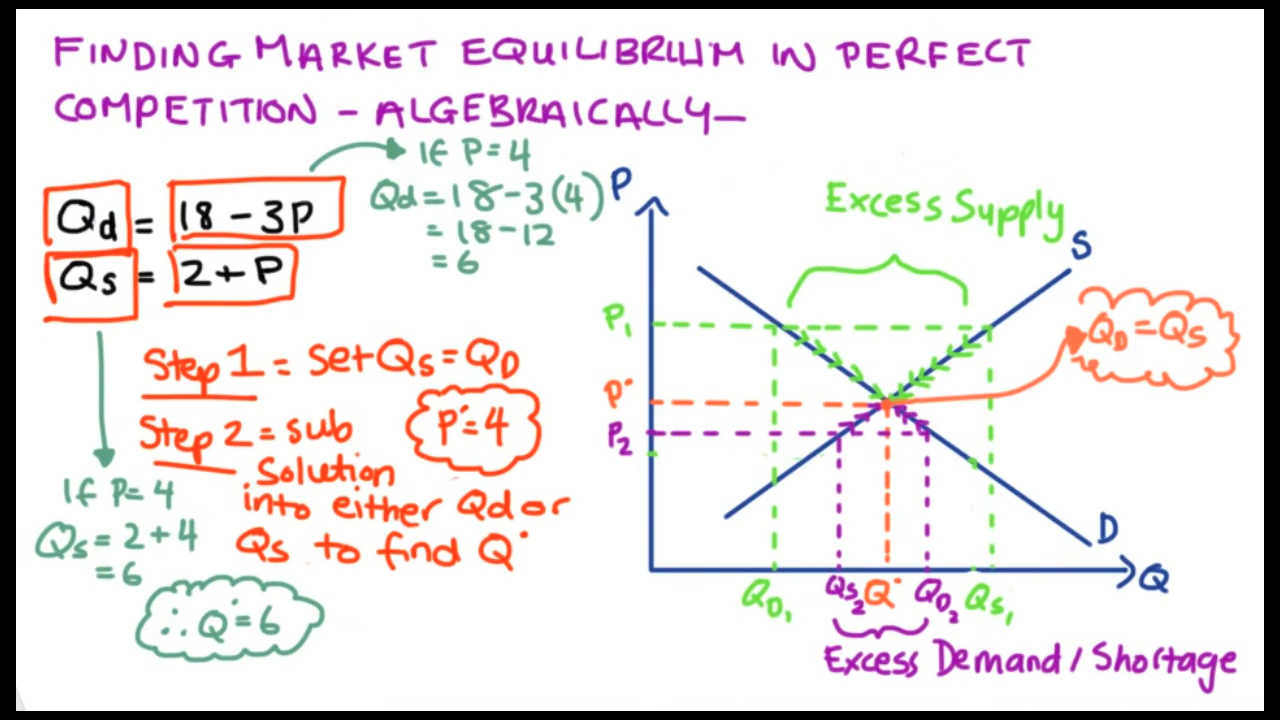 FINDING MARKET EQUILIBRIUM IN PERFECT
COMPETITION - ALGEBRAICALLY-
Qd = 18 - 3P
Qs = 2 + P
If P = 4
Qd = 18 - 3(4)
= 18 - 12
= 6
Step 1 = set Qs = QD
Step 2 = sub
Solution
into either Qd or
Qs to find Q*
P* = 4
If P = 4
Qs = 2 + 4
= 6
∴ Q* = 6
P
Excess Supply
S
P1
QD = QS
P*
P2
D
Q
QD1
QS2
Q*
QD2
QS1
Excess Demand / Shortage